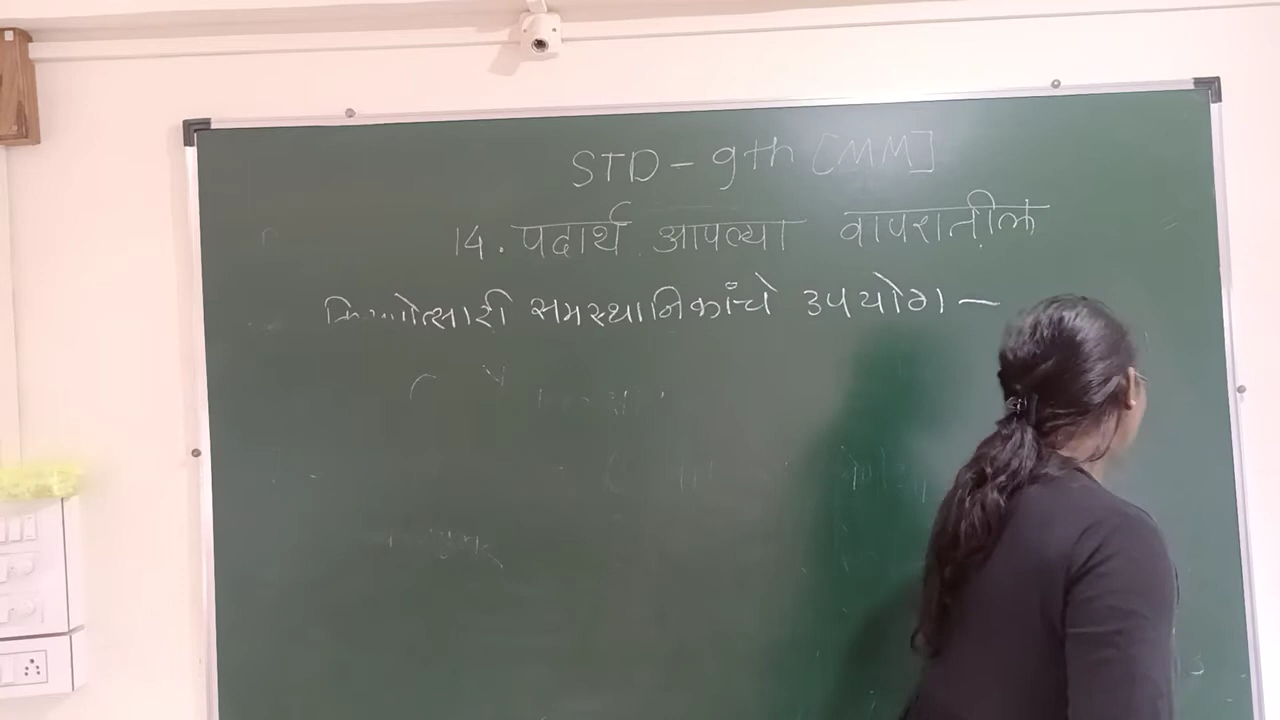 STD - 9th [MM]
14. पदार्थ आपल्या वापरातील
किरणोत्सारी समस्थानिकांचे उपयोग -